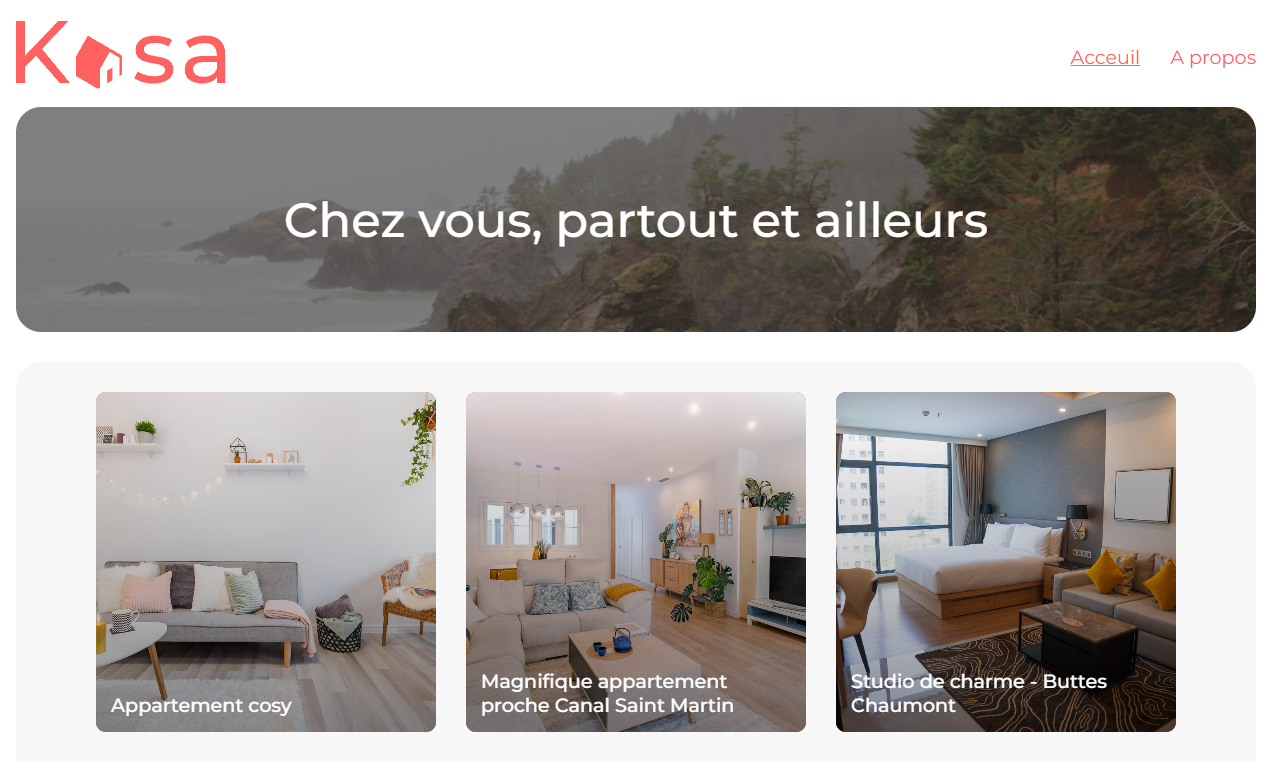 Kasa
Acceuil A propos
Chez vous, partout et ailleurs
Appartement cosy
Magnifique appartement
proche Canal Saint Martin
Studio de charme - Buttes
Chaumont